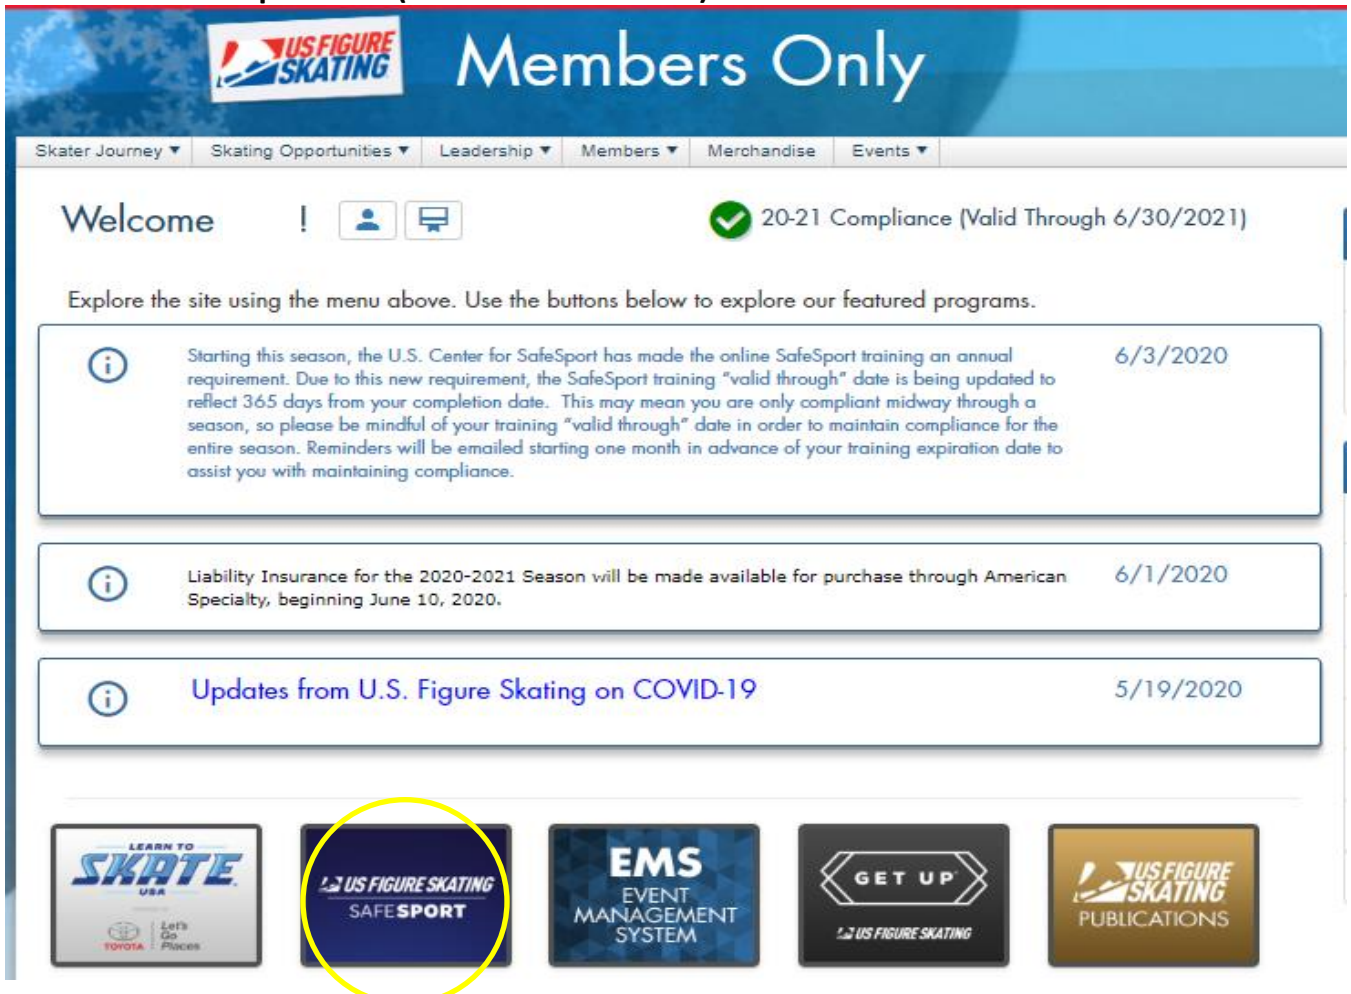 US FIGURE
SKATING
Members Only
Skater Journey ▼ Skating Opportunities ▼ Leadership ▼ Members ▼ Merchandise Events ▼
Welcome !
20-21 Compliance (Valid Through 6/30/2021)
Explore the site using the menu above. Use the buttons below to explore our featured programs.
Starting this season, the U.S. Center for SafeSport has made the online SafeSport training an annual
requirement. Due to this new requirement, the SafeSport training “valid through” date is being updated to
reflect 365 days from your completion date. This may mean you are only compliant midway through a
season, so please be mindful of your training “valid through” date in order to maintain compliance for the
entire season. Reminders will be emailed starting one month in advance of your training expiration date to
assist you with maintaining compliance.
6/3/2020
Liability Insurance for the 2020-2021 Season will be made available for purchase through American
Specialty, beginning June 10, 2020.
6/1/2020
Updates from U.S. Figure Skating on COVID-19
5/19/2020
LEARN TO
SKATE
USA
TOYOTA
Let's
Go
Places
US FIGURE SKATING
SAFESPORT
EMS
EVENT
MANAGEMENT
SYSTEM
GET UP
US FIGURE SKATING
US FIGURE
SKATING
PUBLICATIONS